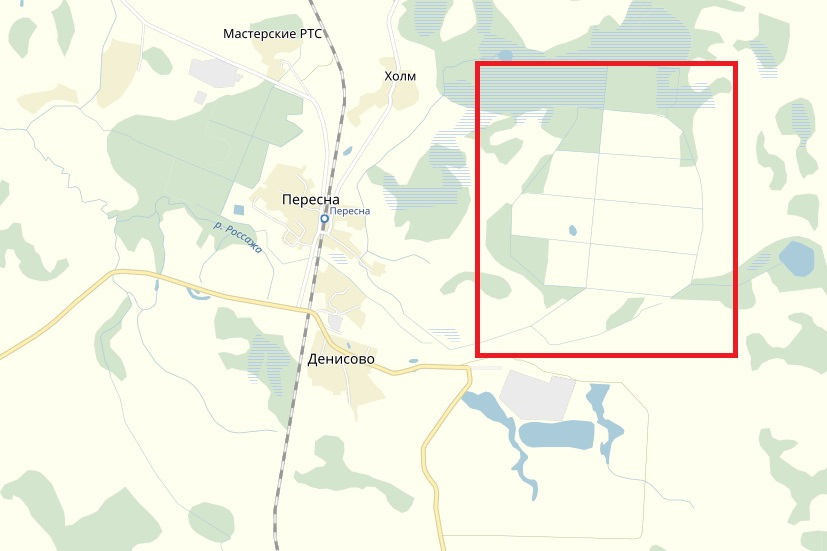 Мастерские РТС
Холм
Пересна
Пересна
р. Россажа
Денисово